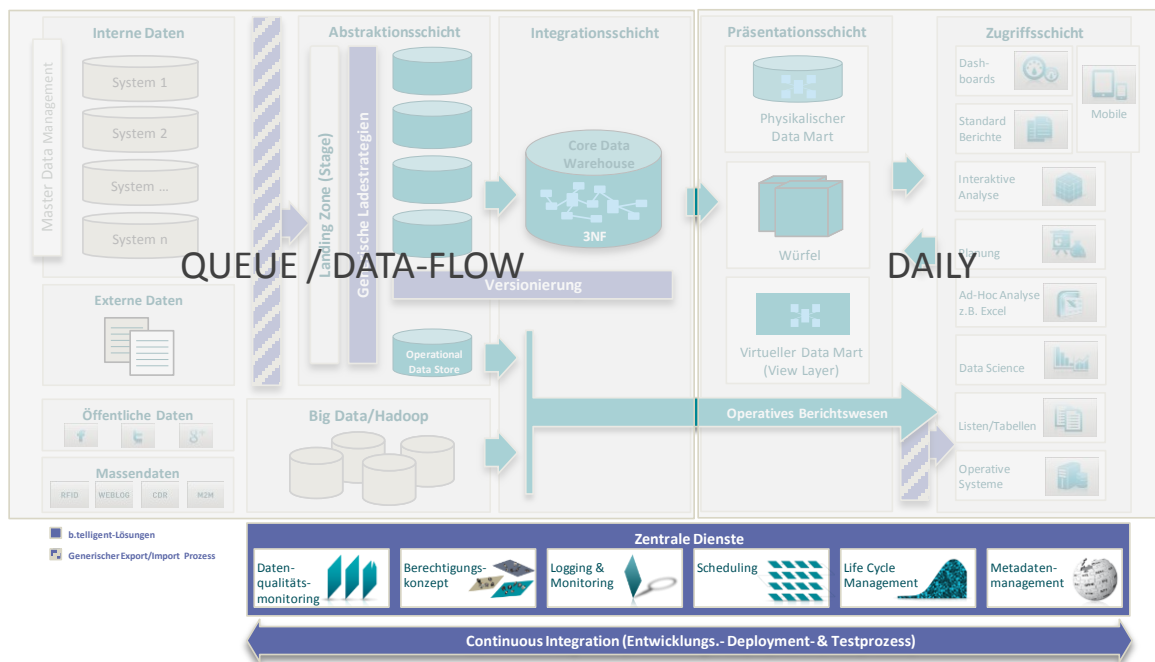 Interne Daten
Master Data Management
System 1
System 2
System ...
System n
Externe Daten
Öffentliche Daten
f
t
g+
Massendaten
RFID
WEBLOG
CDR
M2M
Abstraktionsschicht
Landing Zone (Stage)
Generische Ladestrategien
Operational
Data Store
Big Data/Hadoop
Integrationsschicht
Core Data
Warehouse
3NF
Versionierung
QUEUE / DATA-FLOW
Präsentationsschicht
Physikalischer
Data Mart
Würfel
Virtueller Data Mart
(View Layer)
Operatives Berichtswesen
DAILY
Zugriffsschicht
Dash-
boards
Mobile
Standard
Berichte
Interaktive
Analyse
Planung
Ad-Hoc Analyse
z.B. Excel
Data Science
Listen/Tabellen
Operative
Systeme
b.telligent-Lösungen
Generischer Export/Import Prozess
Zentrale Dienste
Daten-
qualitäts-
monitoring
Berechtigungs-
konzept
Logging &
Monitoring
Scheduling
Life Cycle
Management
Metadaten-
management
Continuous Integration (Entwicklungs.- Deployment- & Testprozess)